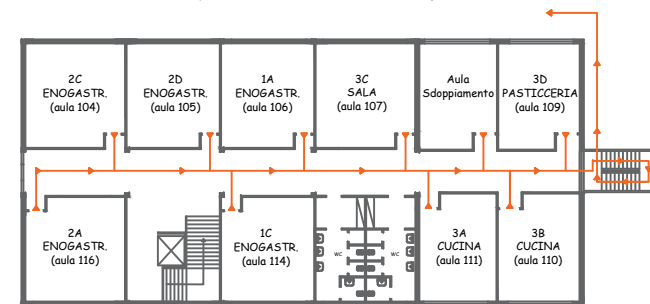 2C
ENOGASTR.
(aula 104)
2D
ENOGASTR.
(aula 105)
1A
ENOGASTR.
(aula 106)
3C
SALA
(aula 107)
Aula
Sdoppiamento
3D
PASTICCERIA
(aula 109)
2A
ENOGASTR.
(aula 116)
1C
ENOGASTR.
(aula 114)
WC
WC
3A
CUCINA
(aula 111)
3B
CUCINA
(aula 110)